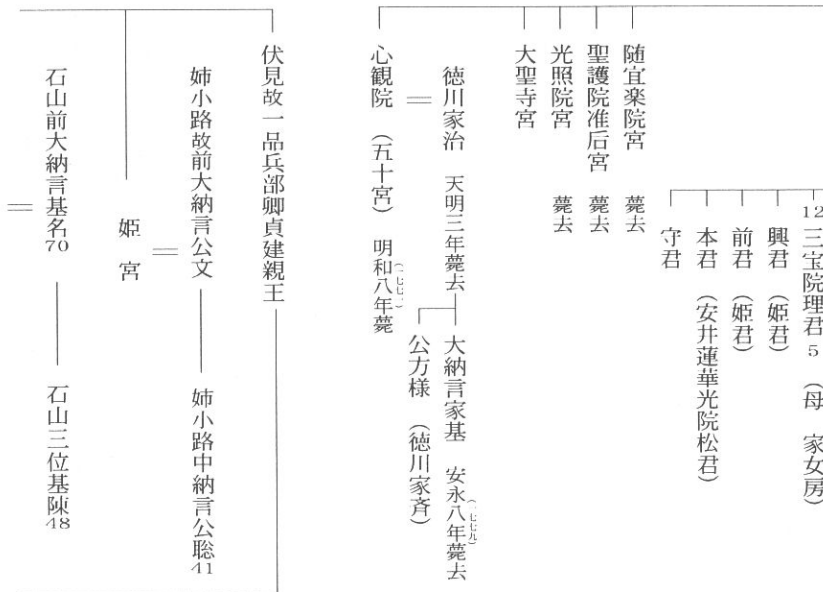 12 三宝院理君 5 （母 家女房）
興君 （姫君）
前君 （姫君）
本君 （安井蓮華光院松君）
守君
随宜楽院宮 薨去
聖護院准后宮 薨去
光照院宮 薨去
大聖寺宮
徳川家治 天明三年薨去
大納言家基 安永八年薨去
公方様 （徳川家斉）
心観院 （五十宮） 明和八年薨
（一七七一）
伏見故一品兵部卿貞建親王
姉小路故前大納言公文
姉小路中納言公聡41
姫宮
石山前大納言基名70
石山三位基陳48